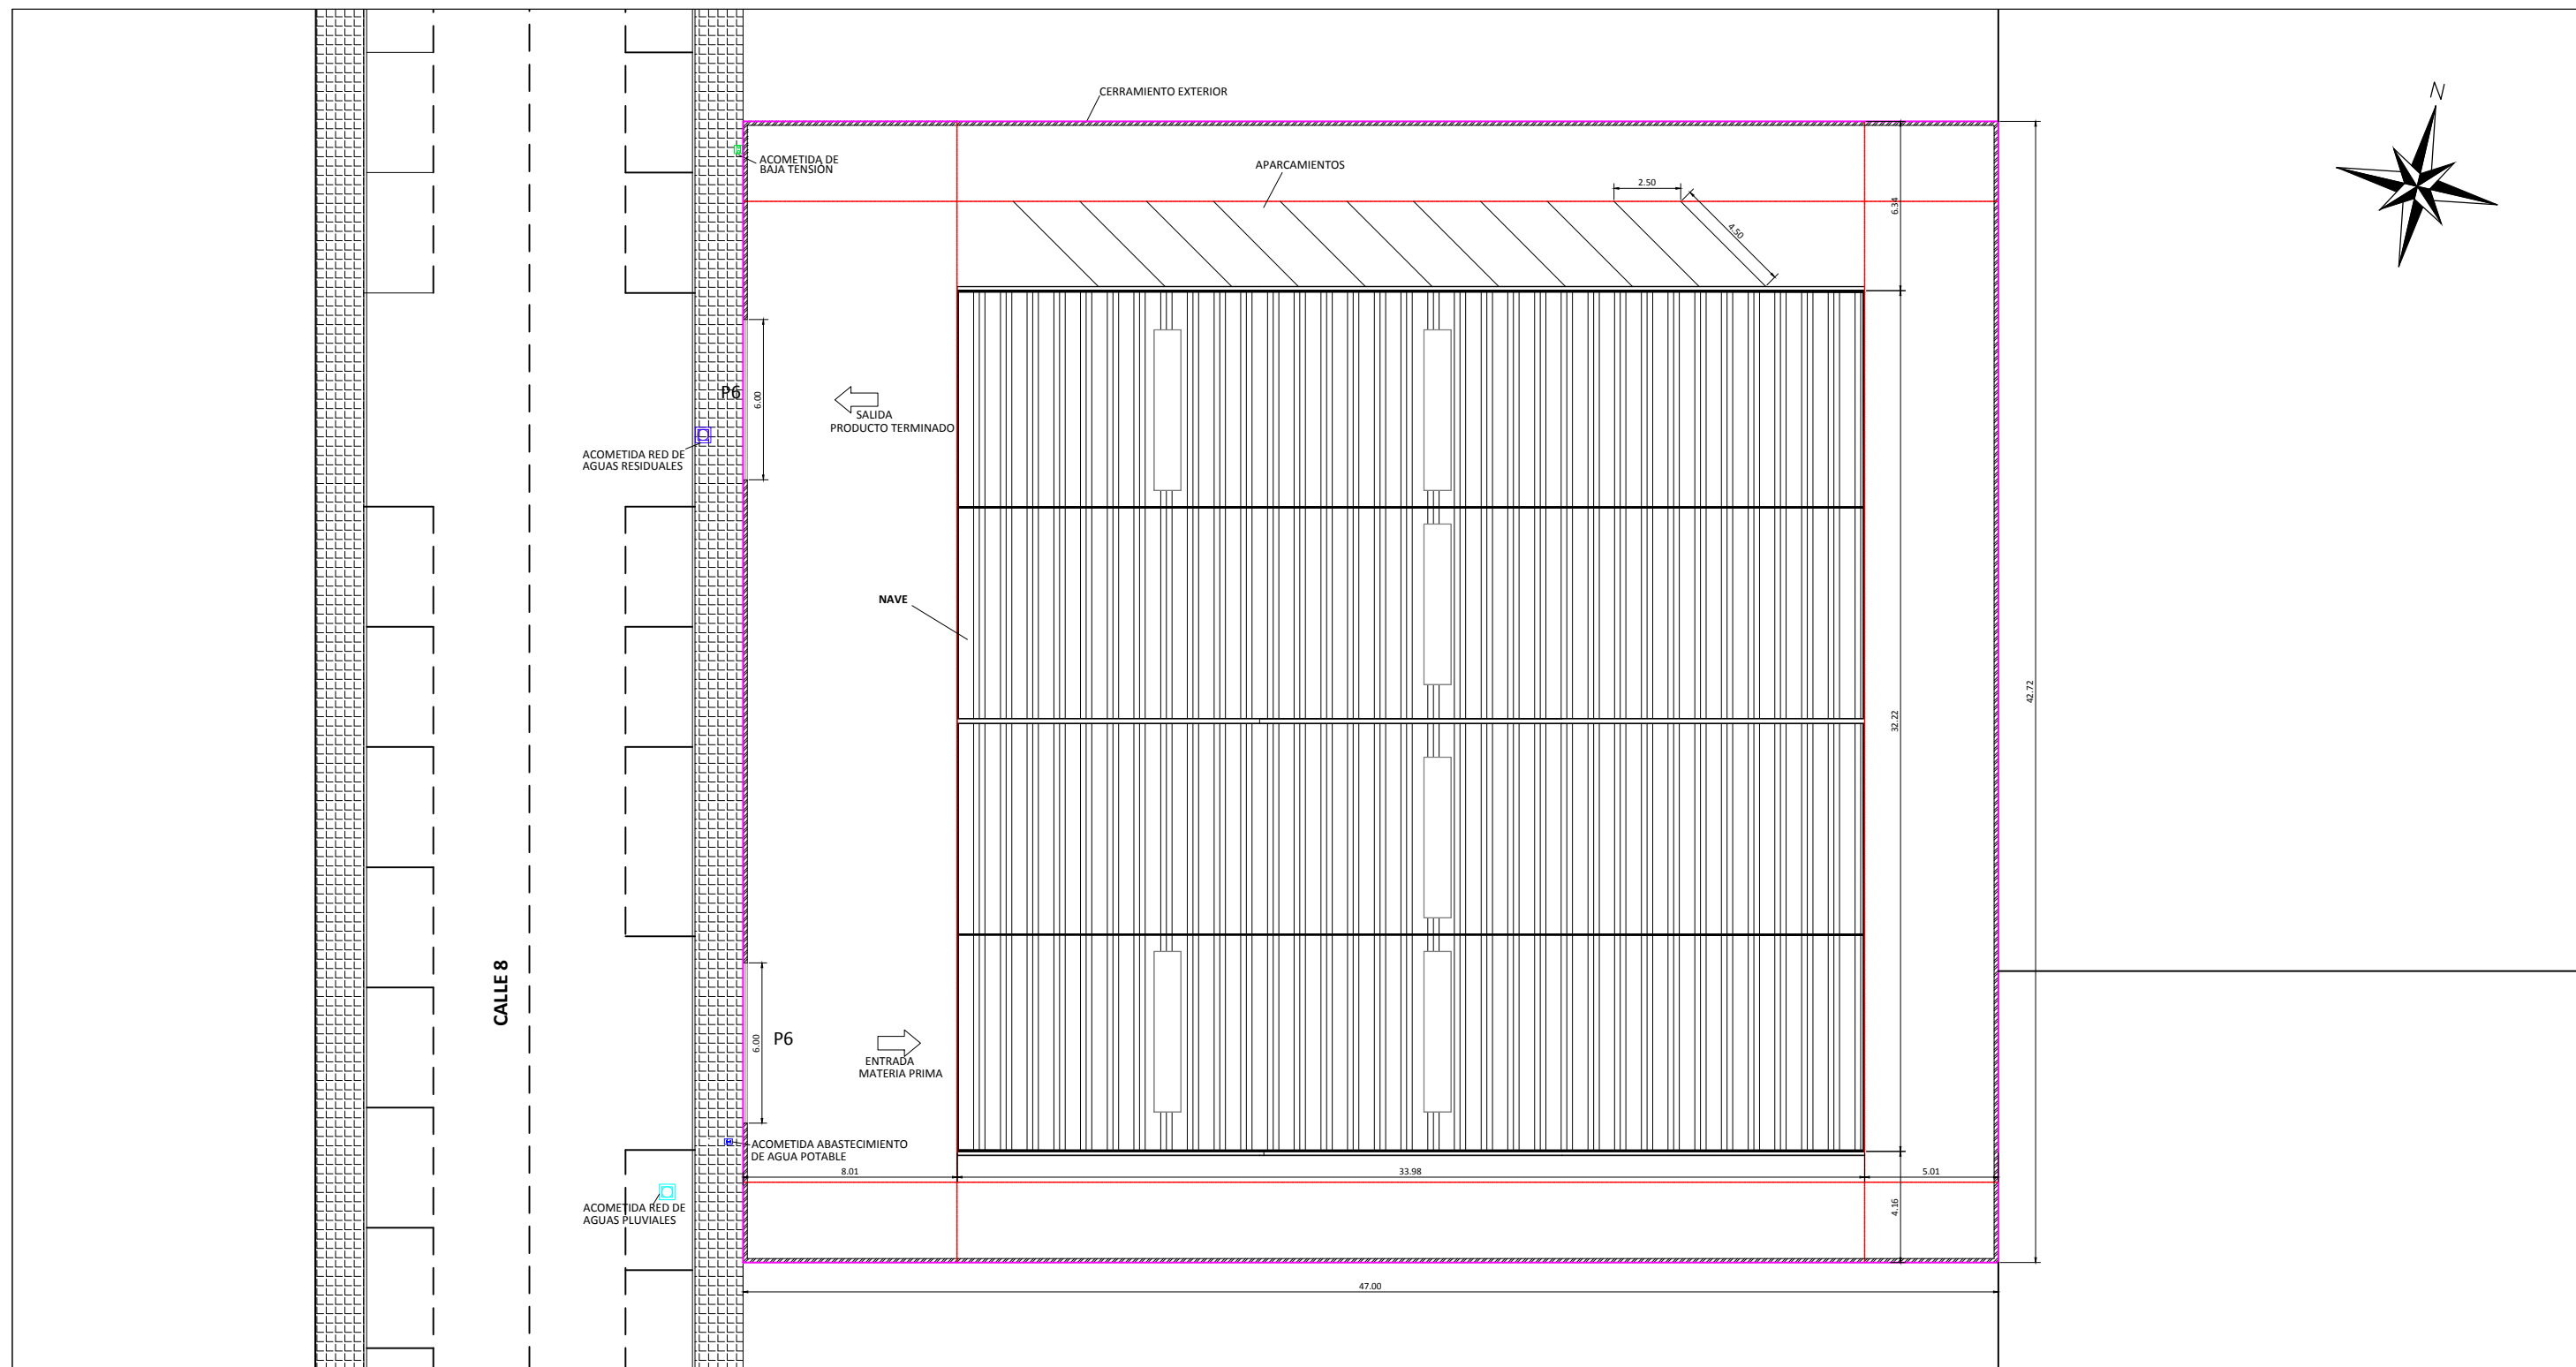 N
CERRAMIENTO EXTERIOR
ACOMETIDA DE
BAJA TENSIÓN
APARCAMIENTOS
2.50
4.50
6.34
P6
6.00
SALIDA
PRODUCTO TERMINADO
ACOMETIDA RED DE
AGUAS RESIDUALES
NAVE
32.22
42.72
CALLE 8
6.00
P6
ENTRADA
MATERIA PRIMA
ACOMETIDA ABASTECIMIENTO
DE AGUA POTABLE
8.01
33.98
5.01
ACOMETIDA RED DE
AGUAS PLUVIALES
4.16
47.00